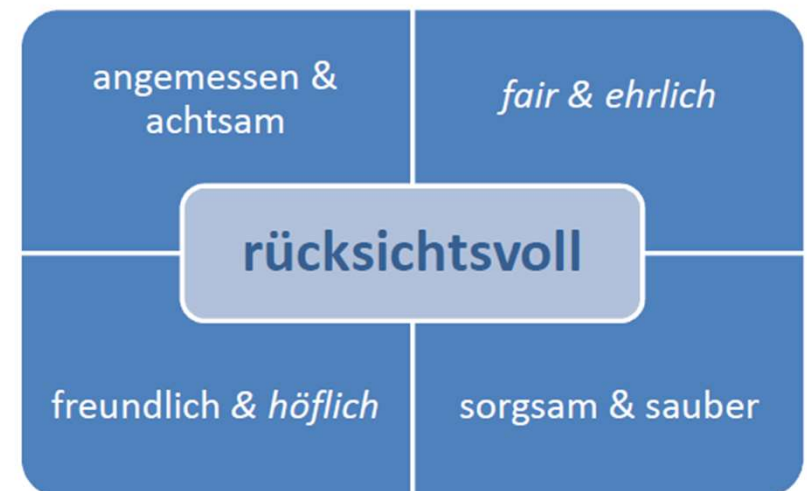 angemessen &
achtsam
fair & ehrlich
rücksichtsvoll
freundlich & höflich
sorgsam & sauber